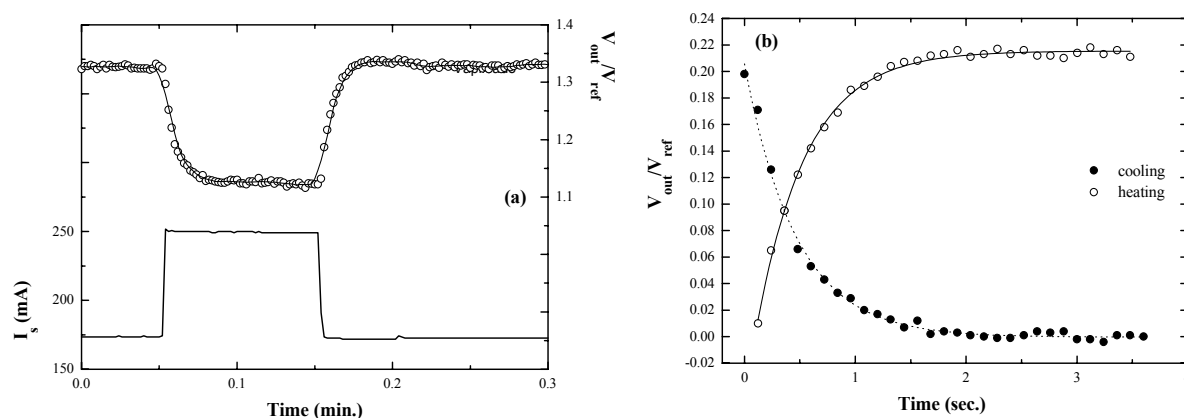 1.4
1.3
1.2
1.1
V_out/V_ref
(a)
250
200
150
I_s (mA)
0.0 0.1 0.2 0.3
Time (min.)
(b)
0.24
0.22
0.20
0.18
0.16
0.14
0.12
0.10
0.08
0.06
0.04
0.02
0.00
-0.02
V_out/V_ref
cooling
heating
0 1 2 3
Time (sec.)